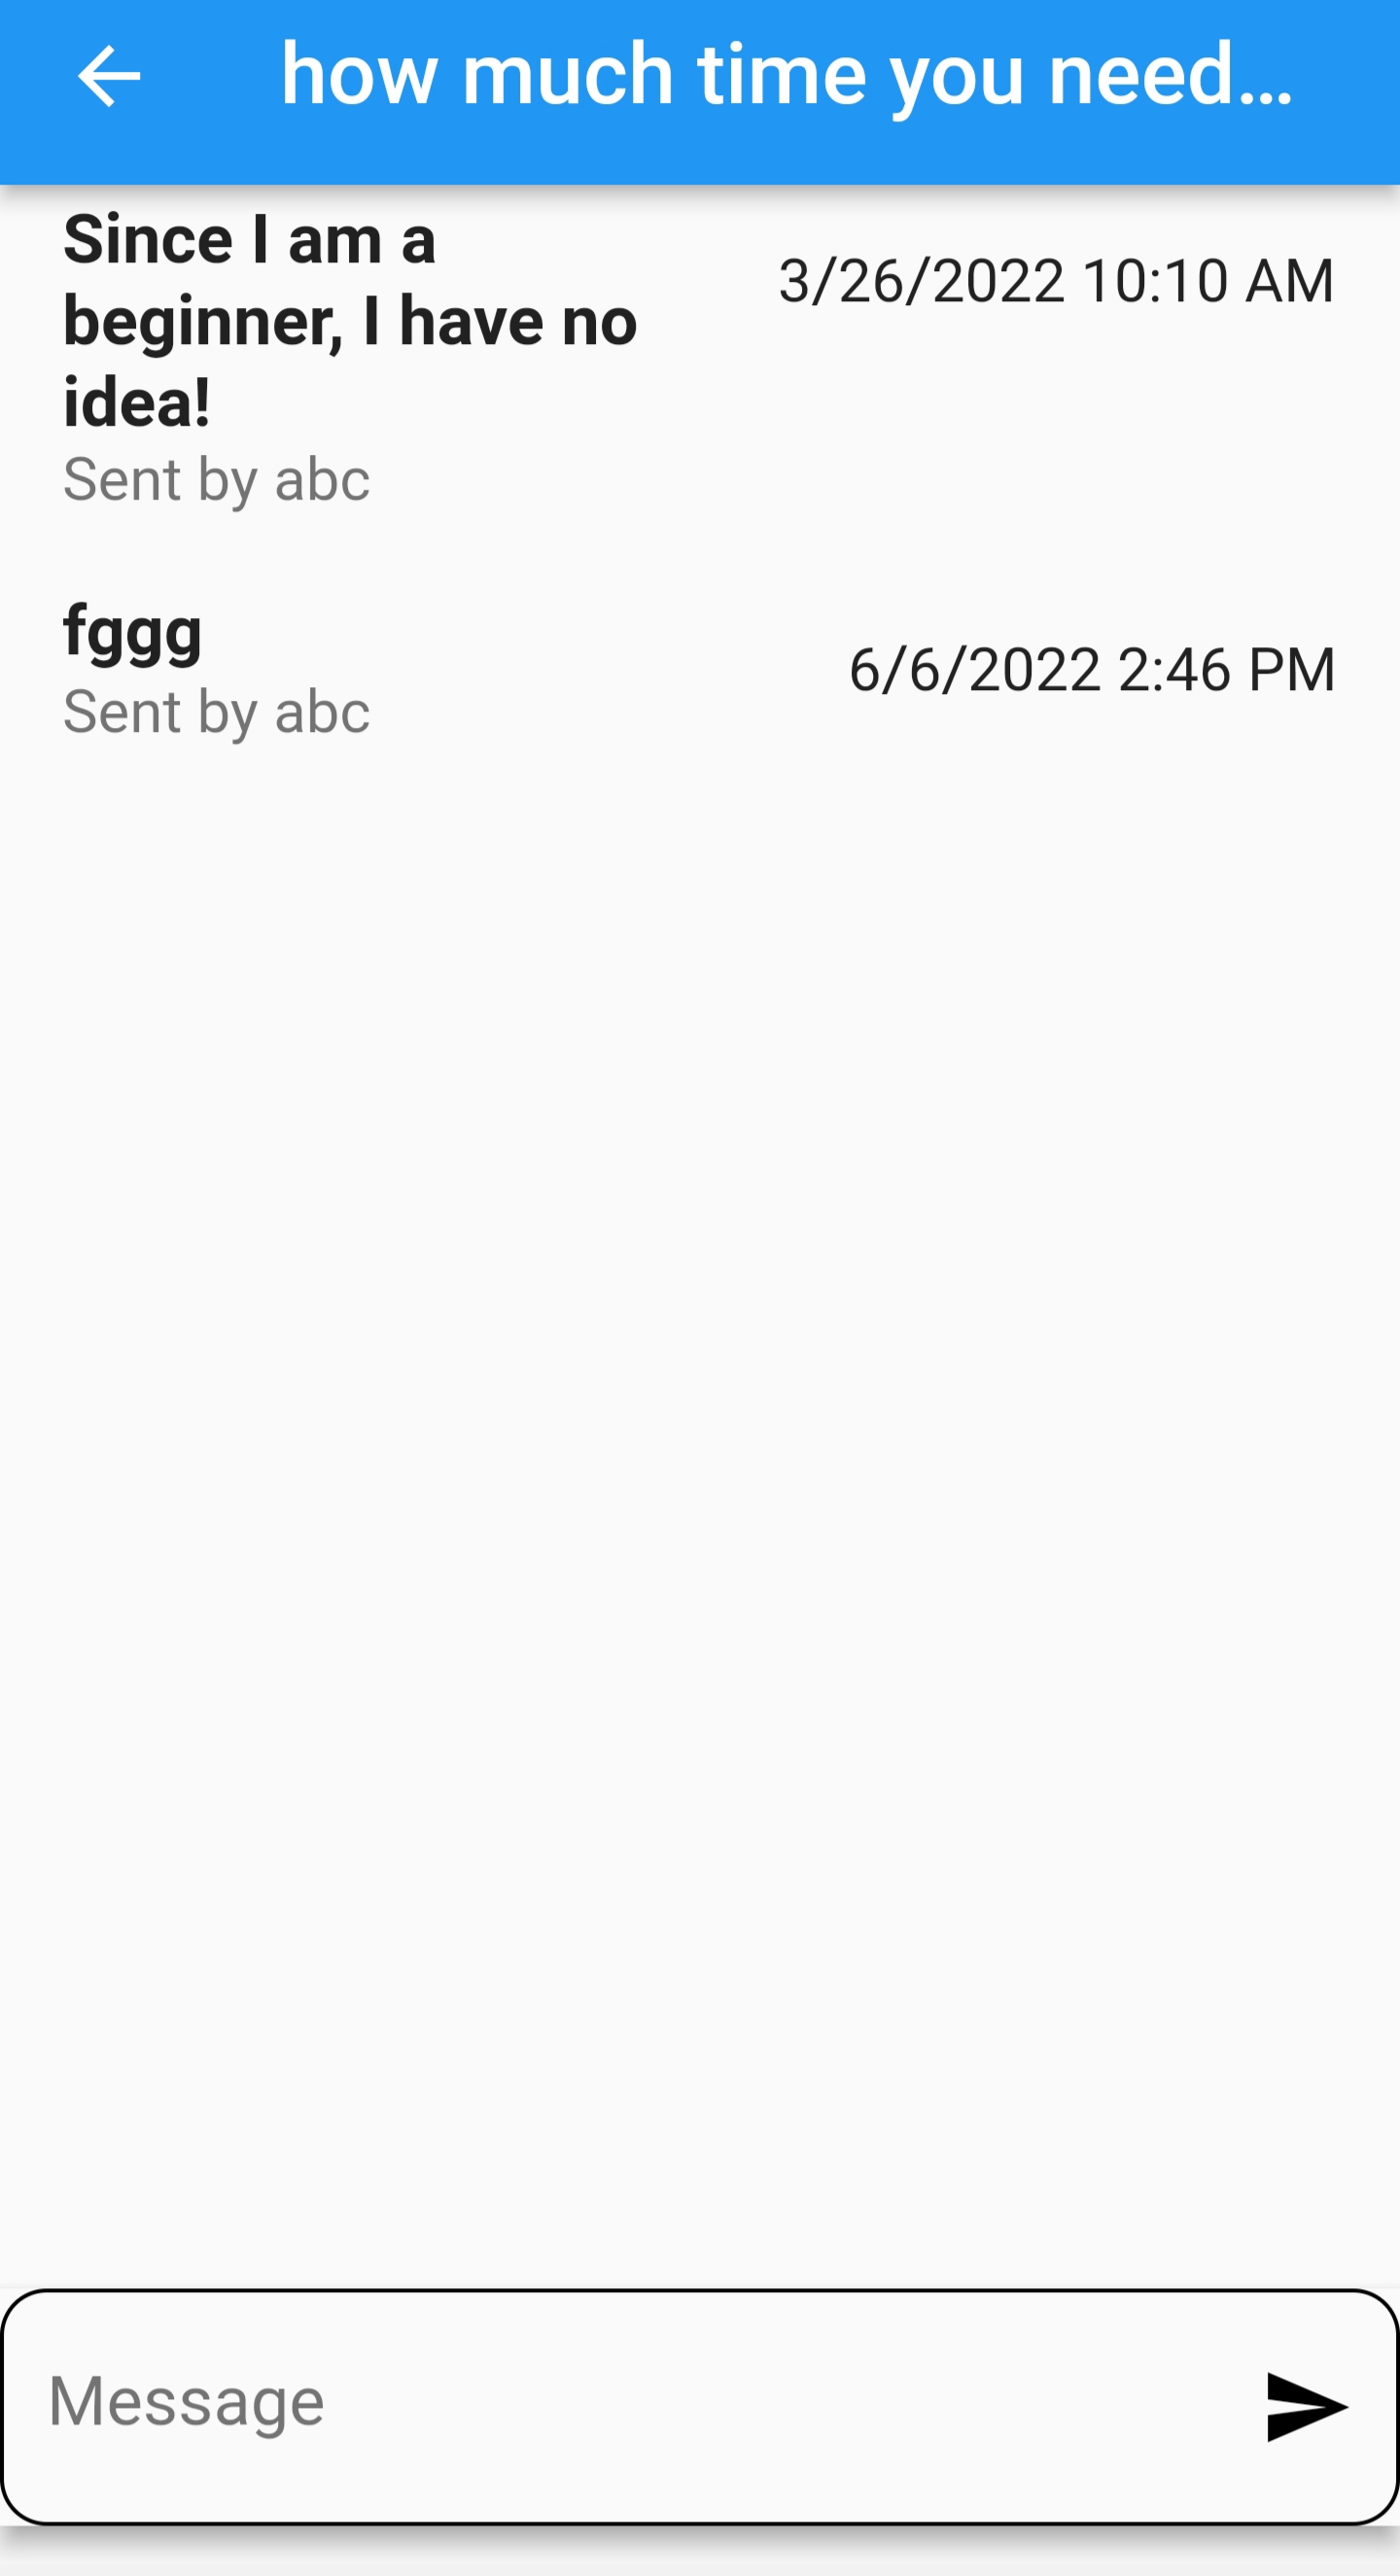 how much time you need...
Since I am a
beginner, I have no
idea!
3/26/2022 10:10 AM
Sent by abc
fggg
6/6/2022 2:46 PM
Sent by abc
Message